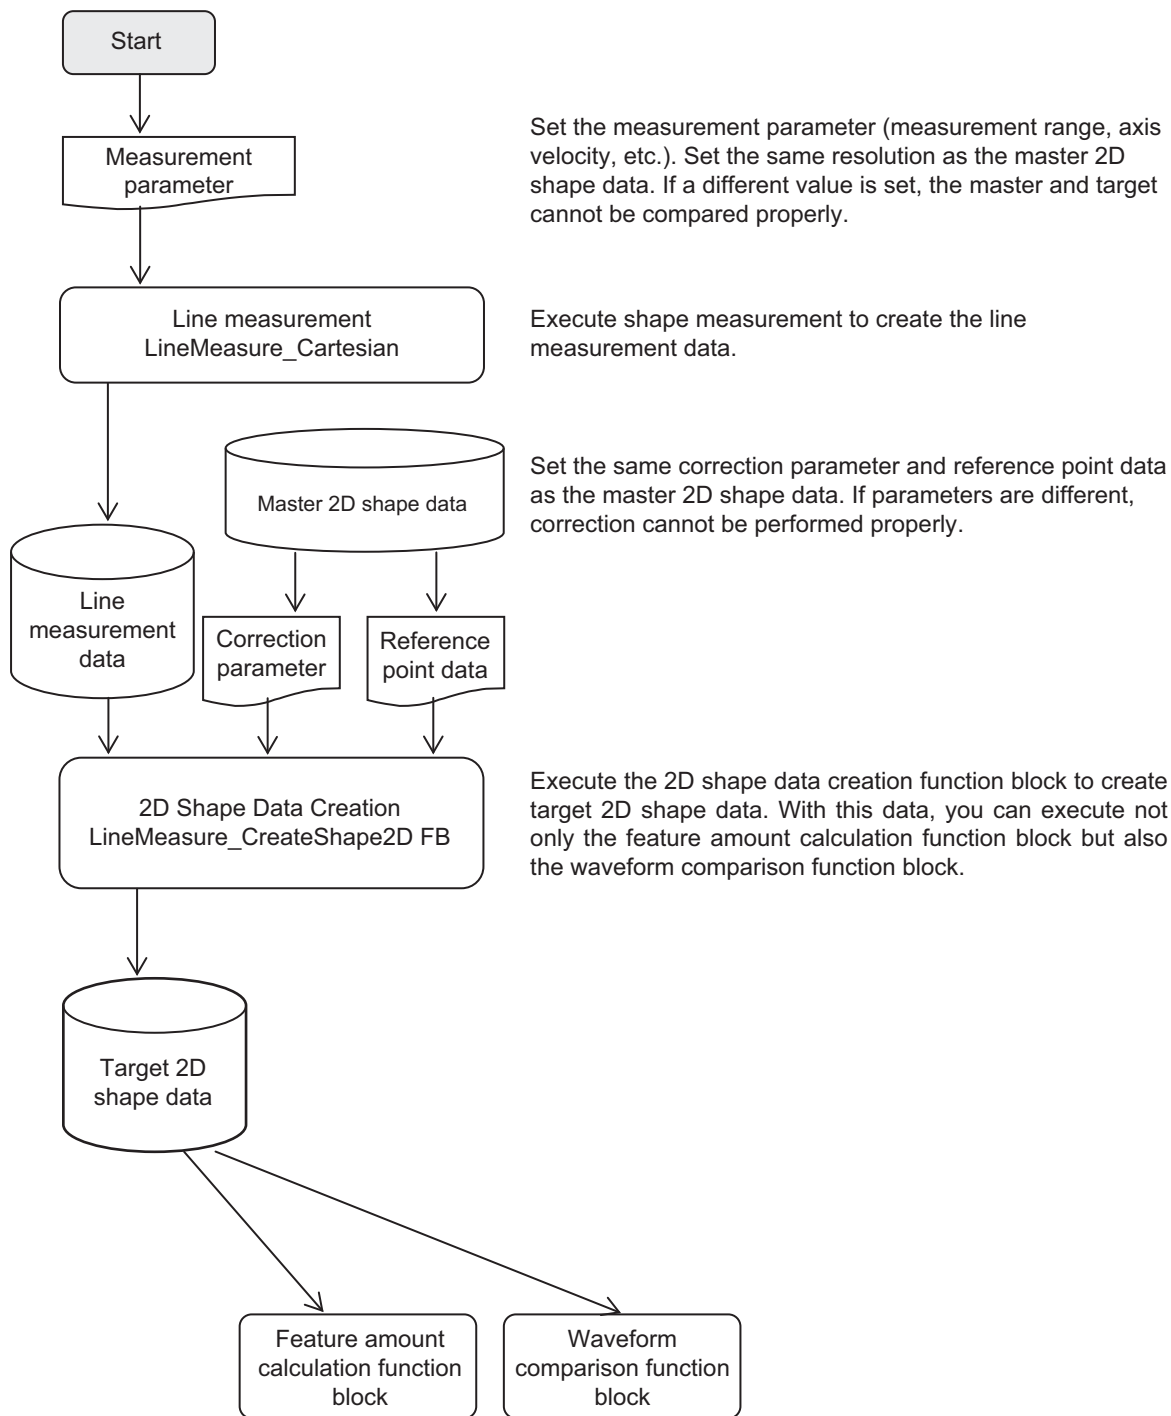 Start
Measurement
parameter
Set the measurement parameter (measurement range, axis
velocity, etc.). Set the same resolution as the master 2D
shape data. If a different value is set, the master and target
cannot be compared properly.
Line measurement
LineMeasure_Cartesian
Execute shape measurement to create the line
measurement data.
Master 2D shape data
Set the same correction parameter and reference point data
as the master 2D shape data. If parameters are different,
correction cannot be performed properly.
Line
measurement
data
Correction
parameter
Reference
point data
2D Shape Data Creation
LineMeasure_CreateShape2D FB
Execute the 2D shape data creation function block to create
target 2D shape data. With this data, you can execute not
only the feature amount calculation function block but also
the waveform comparison function block.
Target 2D
shape data
Feature amount
calculation function
block
Waveform
comparison function
block